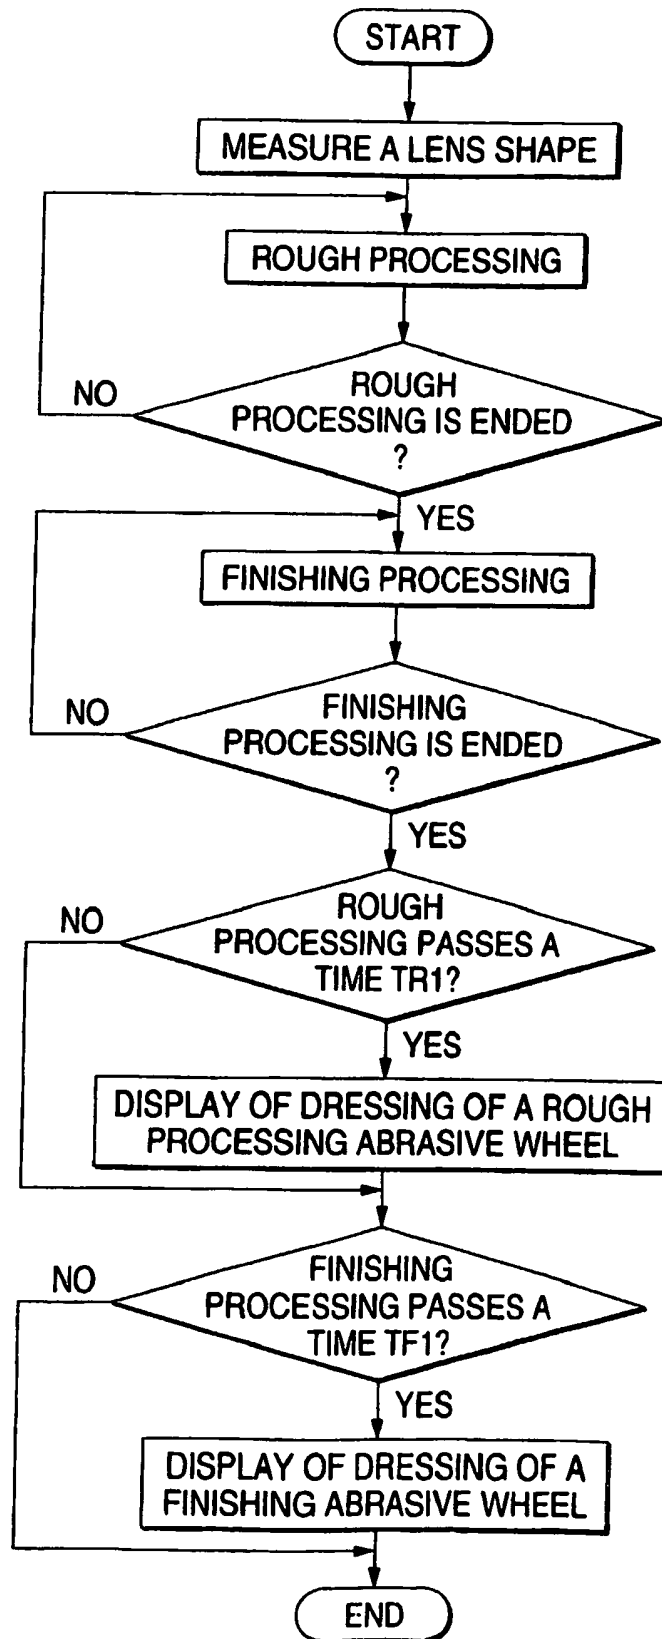 START
MEASURE A LENS SHAPE
ROUGH PROCESSING
ROUGH
PROCESSING IS ENDED
?
NO
YES
FINISHING PROCESSING
FINISHING
PROCESSING IS ENDED
?
NO
YES
ROUGH
PROCESSING PASSES A
TIME TR1?
NO
YES
DISPLAY OF DRESSING OF A ROUGH
PROCESSING ABRASIVE WHEEL
FINISHING
PROCESSING PASSES A
TIME TF1?
NO
YES
DISPLAY OF DRESSING OF A
FINISHING ABRASIVE WHEEL
END